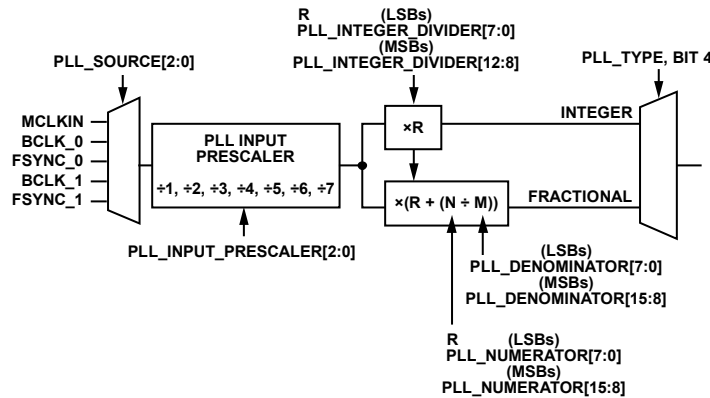 R (LSBs)
PLL_INTEGER_DIVIDER[7:0]
(MSBs)
PLL_INTEGER_DIVIDER[12:8]
PLL_SOURCE[2:0]
PLL_TYPE, BIT 4
MCLKIN
BCLK_0
FSYNC_0
BCLK_1
FSYNC_1
PLL INPUT
PRESCALER
÷1, ÷2, ÷3, ÷4, ÷5, ÷6, ÷7
PLL_INPUT_PRESCALER[2:0]
×R
INTEGER
×(R + (N ÷ M))
FRACTIONAL
(LSBs)
PLL_DENOMINATOR[7:0]
(MSBs)
PLL_DENOMINATOR[15:8]
R (LSBs)
PLL_NUMERATOR[7:0]
(MSBs)
PLL_NUMERATOR[15:8]